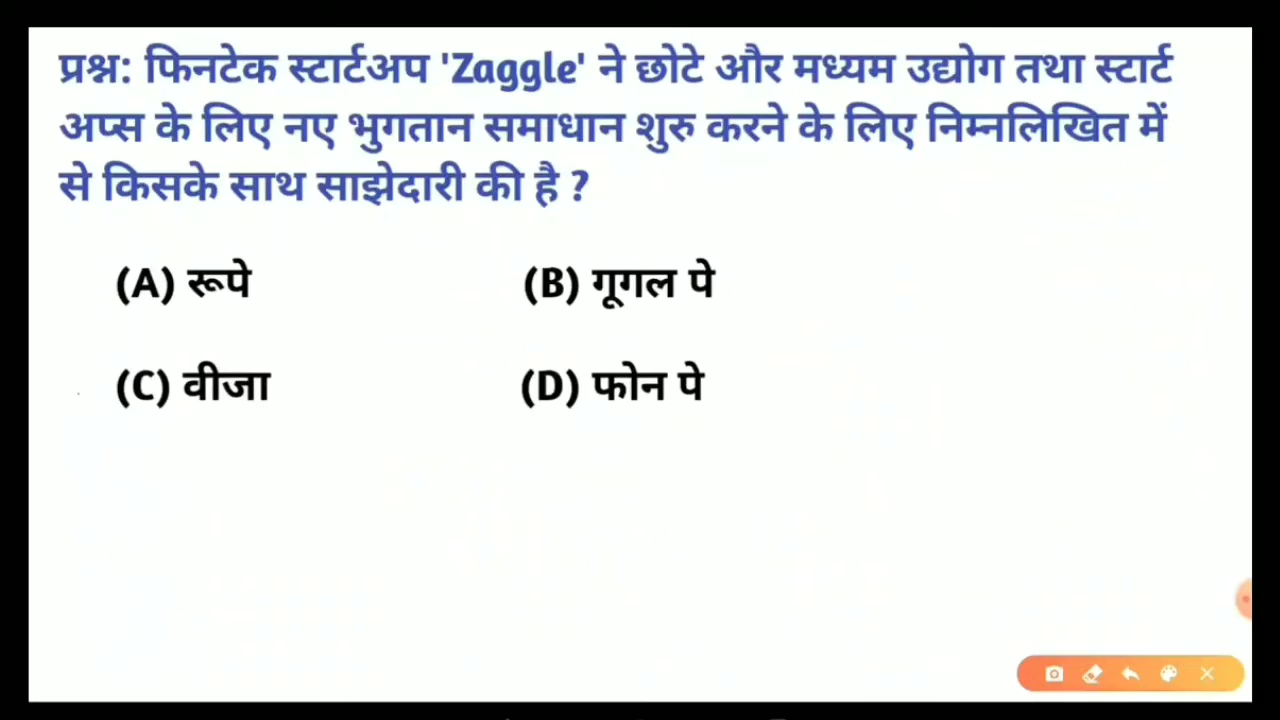 प्रश्न: फिनटेक स्टार्टअप 'Zaggle' ने छोटे और मध्यम उद्योग तथा स्टार्ट
अप्स के लिए नए भुगतान समाधान शुरु करने के लिए निम्नलिखित में
से किसके साथ साझेदारी की है ?
(A) रूपे (B) गूगल पे
(C) वीजा (D) फोन पे